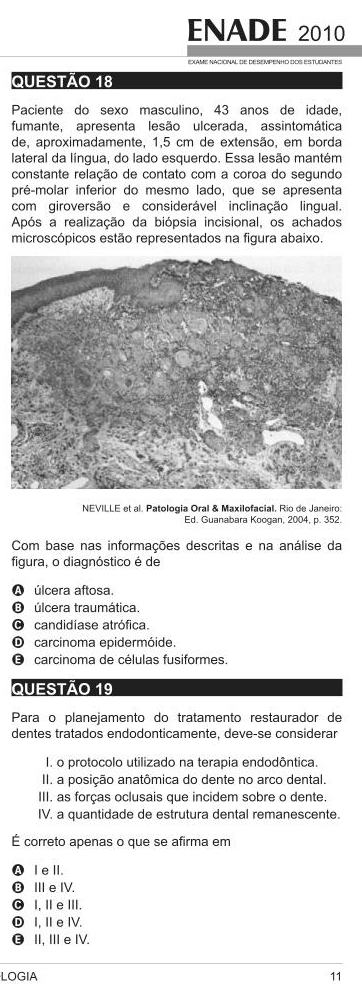 ENADE 2010
EXAME NACIONAL DE DESEMPENHO DOS ESTUDANTES
QUESTÃO 18
Paciente do sexo masculino, 43 anos de idade,
fumante, apresenta lesão ulcerada, assintomática
de, aproximadamente, 1,5 cm de extensão, em borda
lateral da língua, do lado esquerdo. Essa lesão mantém
constante relação de contato com a coroa do segundo
pré-molar inferior do mesmo lado, que se apresenta
com giroversão e considerável inclinação lingual.
Após a realização da biópsia incisional, os achados
microscópicos estão representados na figura abaixo.
NEVILLE et al. Patologia Oral & Maxilofacial. Rio de Janeiro:
Ed. Guanabara Koogan, 2004, p. 352.
Com base nas informações descritas e na análise da
figura, o diagnóstico é de
A úlcera aftosa.
B úlcera traumática.
C candidíase atrófica.
D carcinoma epidermóide.
E carcinoma de células fusiformes.
QUESTÃO 19
Para o planejamento do tratamento restaurador de
dentes tratados endodonticamente, deve-se considerar
I. o protocolo utilizado na terapia endodôntica.
II. a posição anatômica do dente no arco dental.
III. as forças oclusais que incidem sobre o dente.
IV. a quantidade de estrutura dental remanescente.
É correto apenas o que se afirma em
A I e II.
B III e IV.
C I, II e III.
D I, II e IV.
E II, III e IV.
LOGIA 11